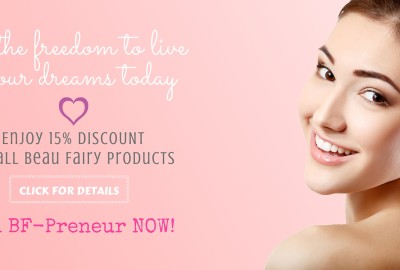 the freedom to live
our dreams today
ENJOY 15% DISCOUNT
all Beau Fairy Products
CLICK FOR DETAILS
BF-Preneur NOW!